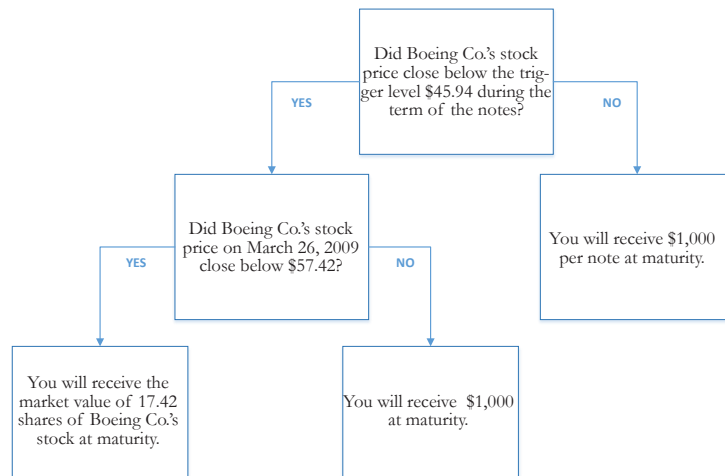 Did Boeing Co.'s stock
price close below the trig-
ger level $45.94 during the
term of the notes?
YES
NO
Did Boeing Co.'s stock
price on March 26, 2009
close below $57.42?
You will receive $1,000
per note at maturity.
YES
NO
You will receive the
market value of 17.42
shares of Boeing Co.'s
stock at maturity.
You will receive $1,000
at maturity.